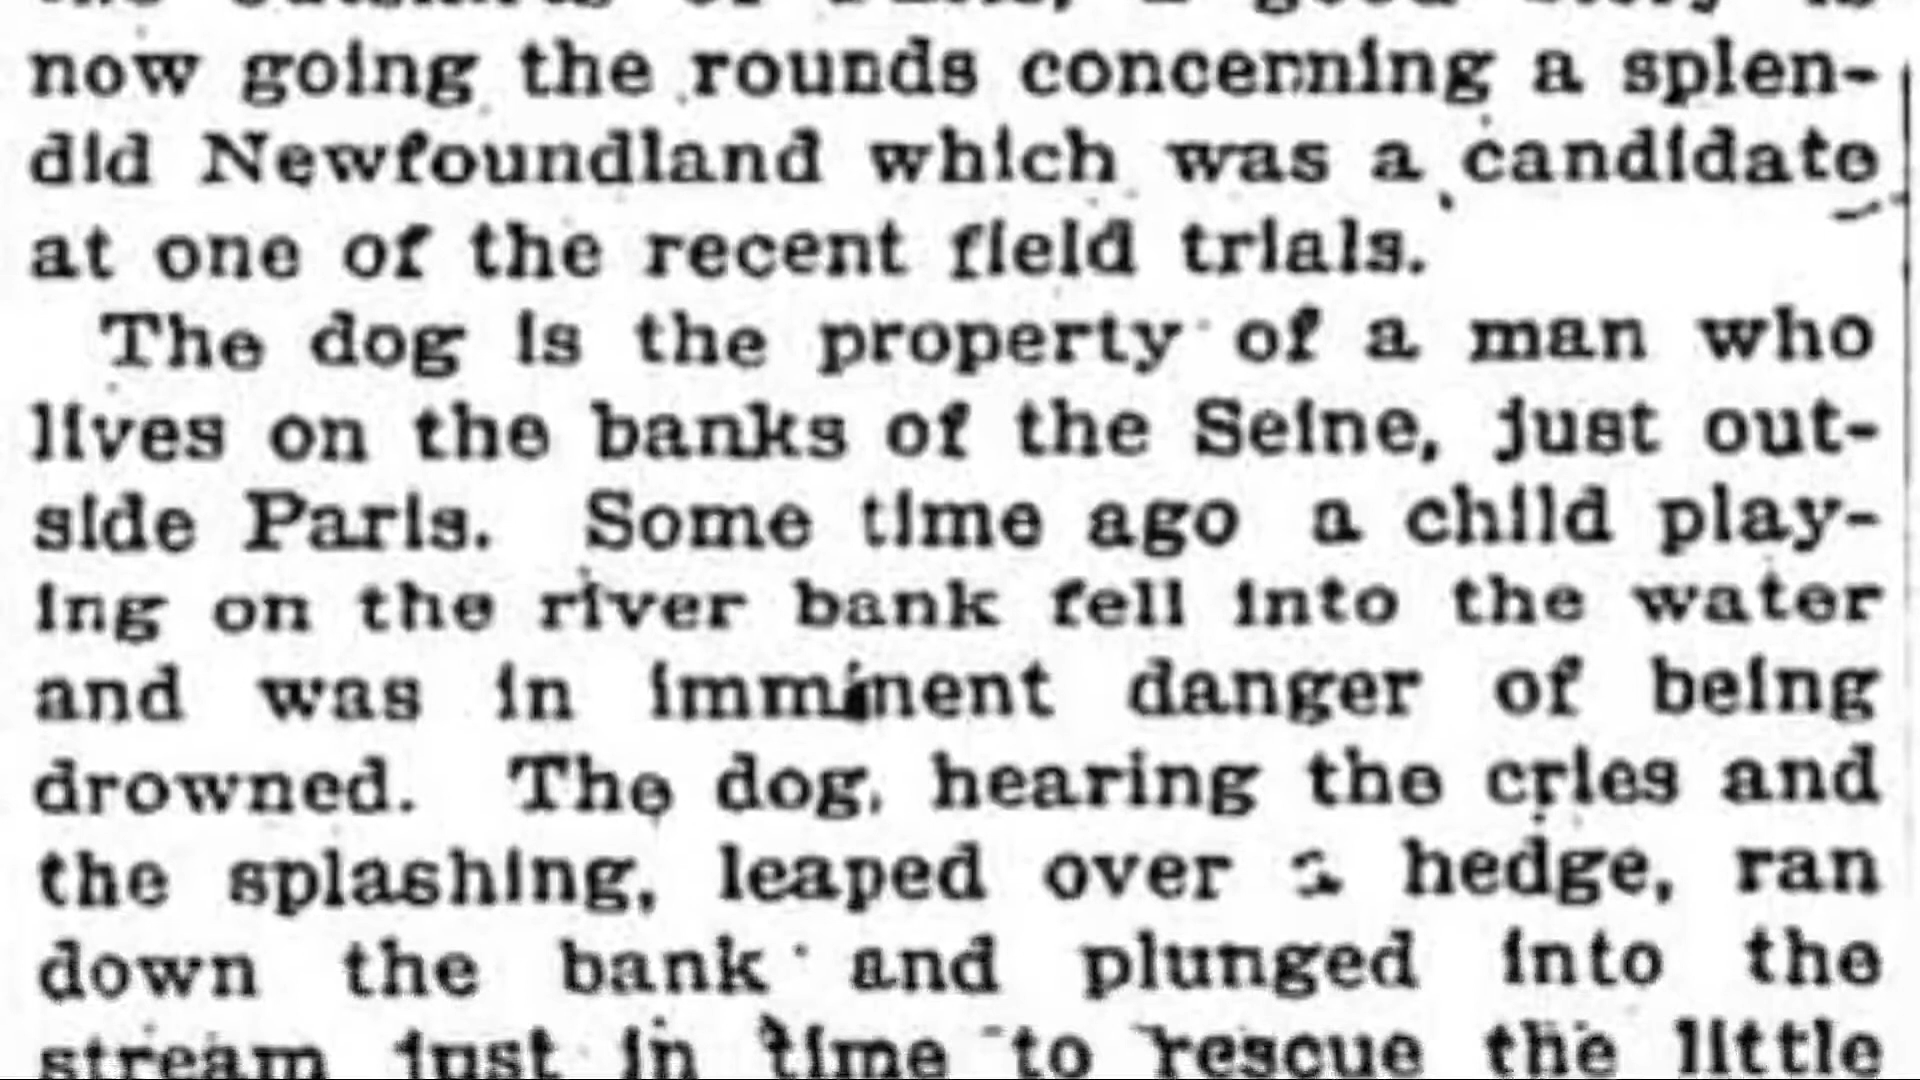 now going the rounds concerning a splen-
did Newfoundland which was a candidate
at one of the recent field trials.
The dog is the property of a man who
lives on the banks of the Seine, just out-
side Paris. Some time ago a child play-
ing on the river bank fell into the water
and was in imminent danger of being
drowned. The dog, hearing the cries and
the splashing, leaped over a hedge, ran
down the bank and plunged into the
stream just in time to rescue the little